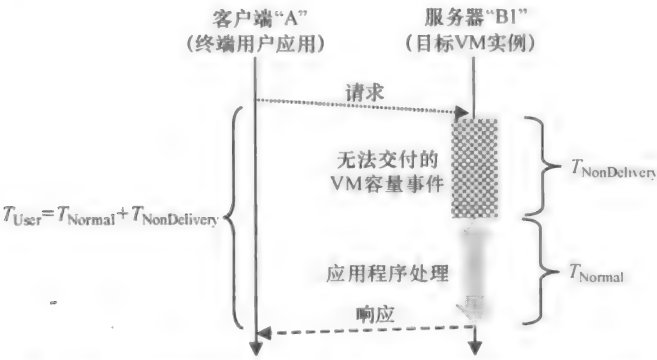 客户端“A”
(终端用户应用)
服务器“B1”
(目标VM实例)
请求
无法交付的
VM容量事件
T_NonDelivery
T_User=T_Normal+T_NonDelivery
应用程序处理
T_Normal
响应